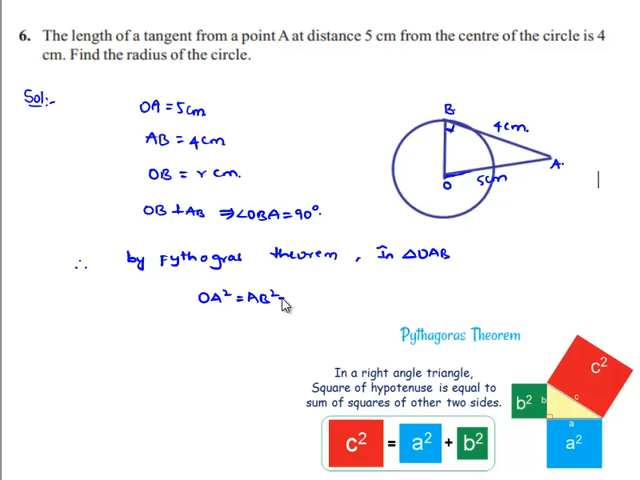 6. The length of a tangent from a point A at distance 5 cm from the centre of the circle is 4
cm. Find the radius of the circle.
Sol:-
OA = 5cm
AB = 4cm
OB = r cm.
OB ⊥ AB ⇒ ∠OBA = 90°.
B
4cm.
A.
O
5cm
∴ by Pythogras theorem, In △OAB
OA² = AB²
Pythagoras Theorem
In a right angle triangle,
Square of hypotenuse is equal to
sum of squares of other two sides.
c² = a² + b²
c²
b² b
c
a
a²